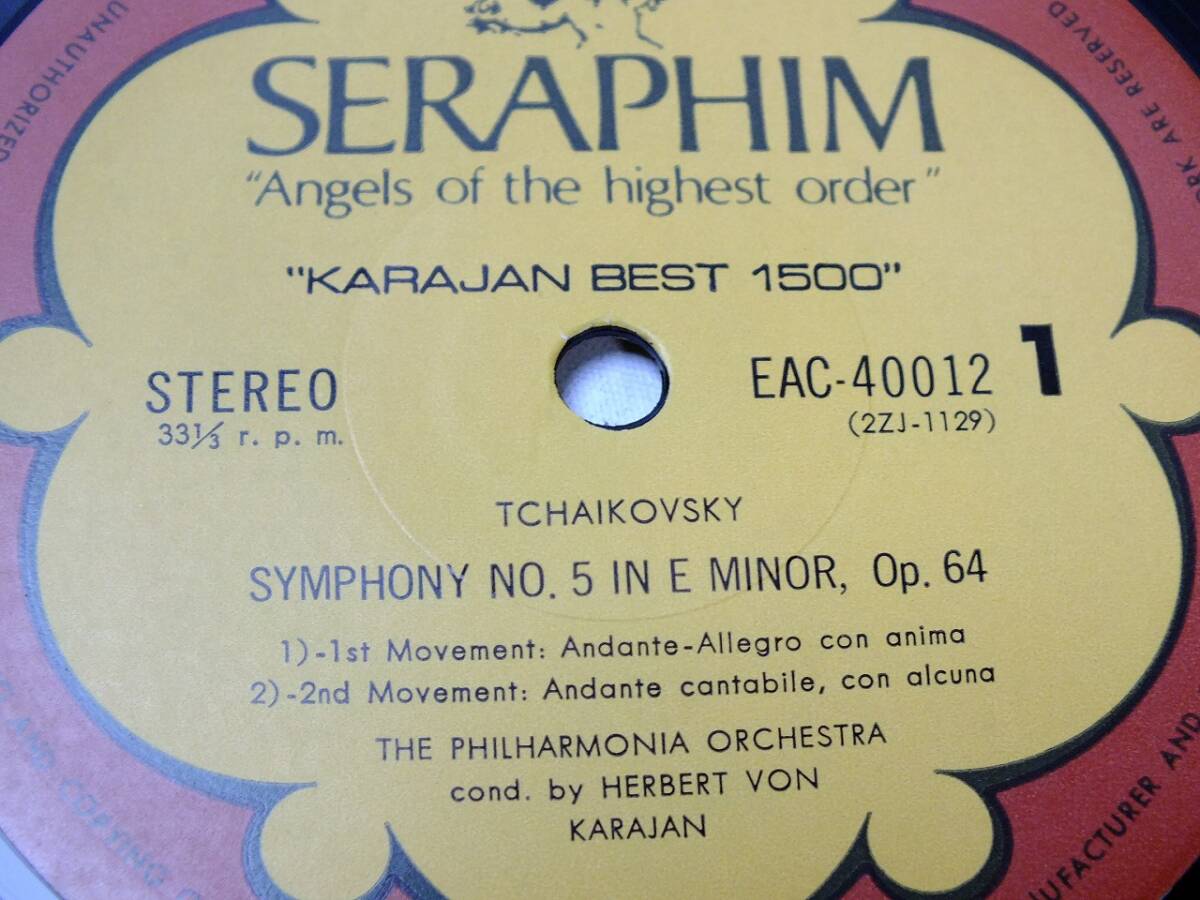 SERAPHIM
"Angels of the highest order"
"KARAJAN BEST 1500"
STEREO
33⅓ r. p. m.
EAC-40012 1
(2ZJ-1129)
TCHAIKOVSKY
SYMPHONY NO. 5 IN E MINOR, Op. 64
1)-1st Movement: Andante-Allegro con anima
2)-2nd Movement: Andante cantabile, con alcuna
THE PHILHARMONIA ORCHESTRA
cond. by HERBERT VON
KARAJAN
UNAUTHORIZED
ARE RESERVED
AND COPYING
AND